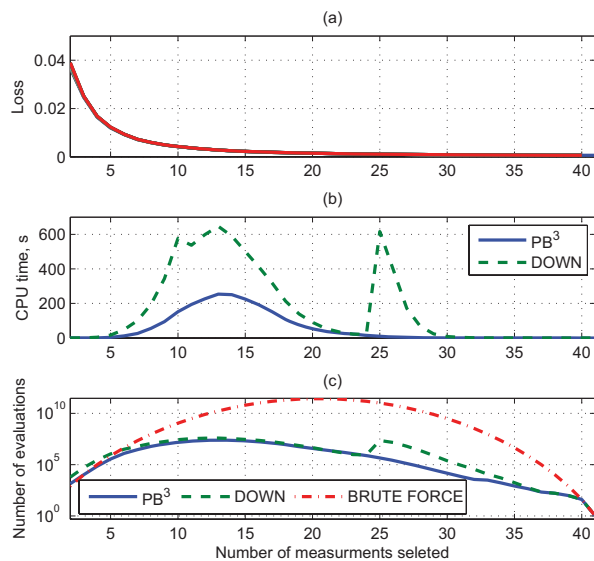 (a)
Loss
0.04
0.02
0
5 10 15 20 25 30 35 40
(b)
CPU time, s
600
400
200
0
PB³
DOWN
5 10 15 20 25 30 35 40
(c)
Number of evaluations
10¹⁰
10⁵
10⁰
PB³ DOWN BRUTE FORCE
5 10 15 20 25 30 35 40
Number of measurments seleted